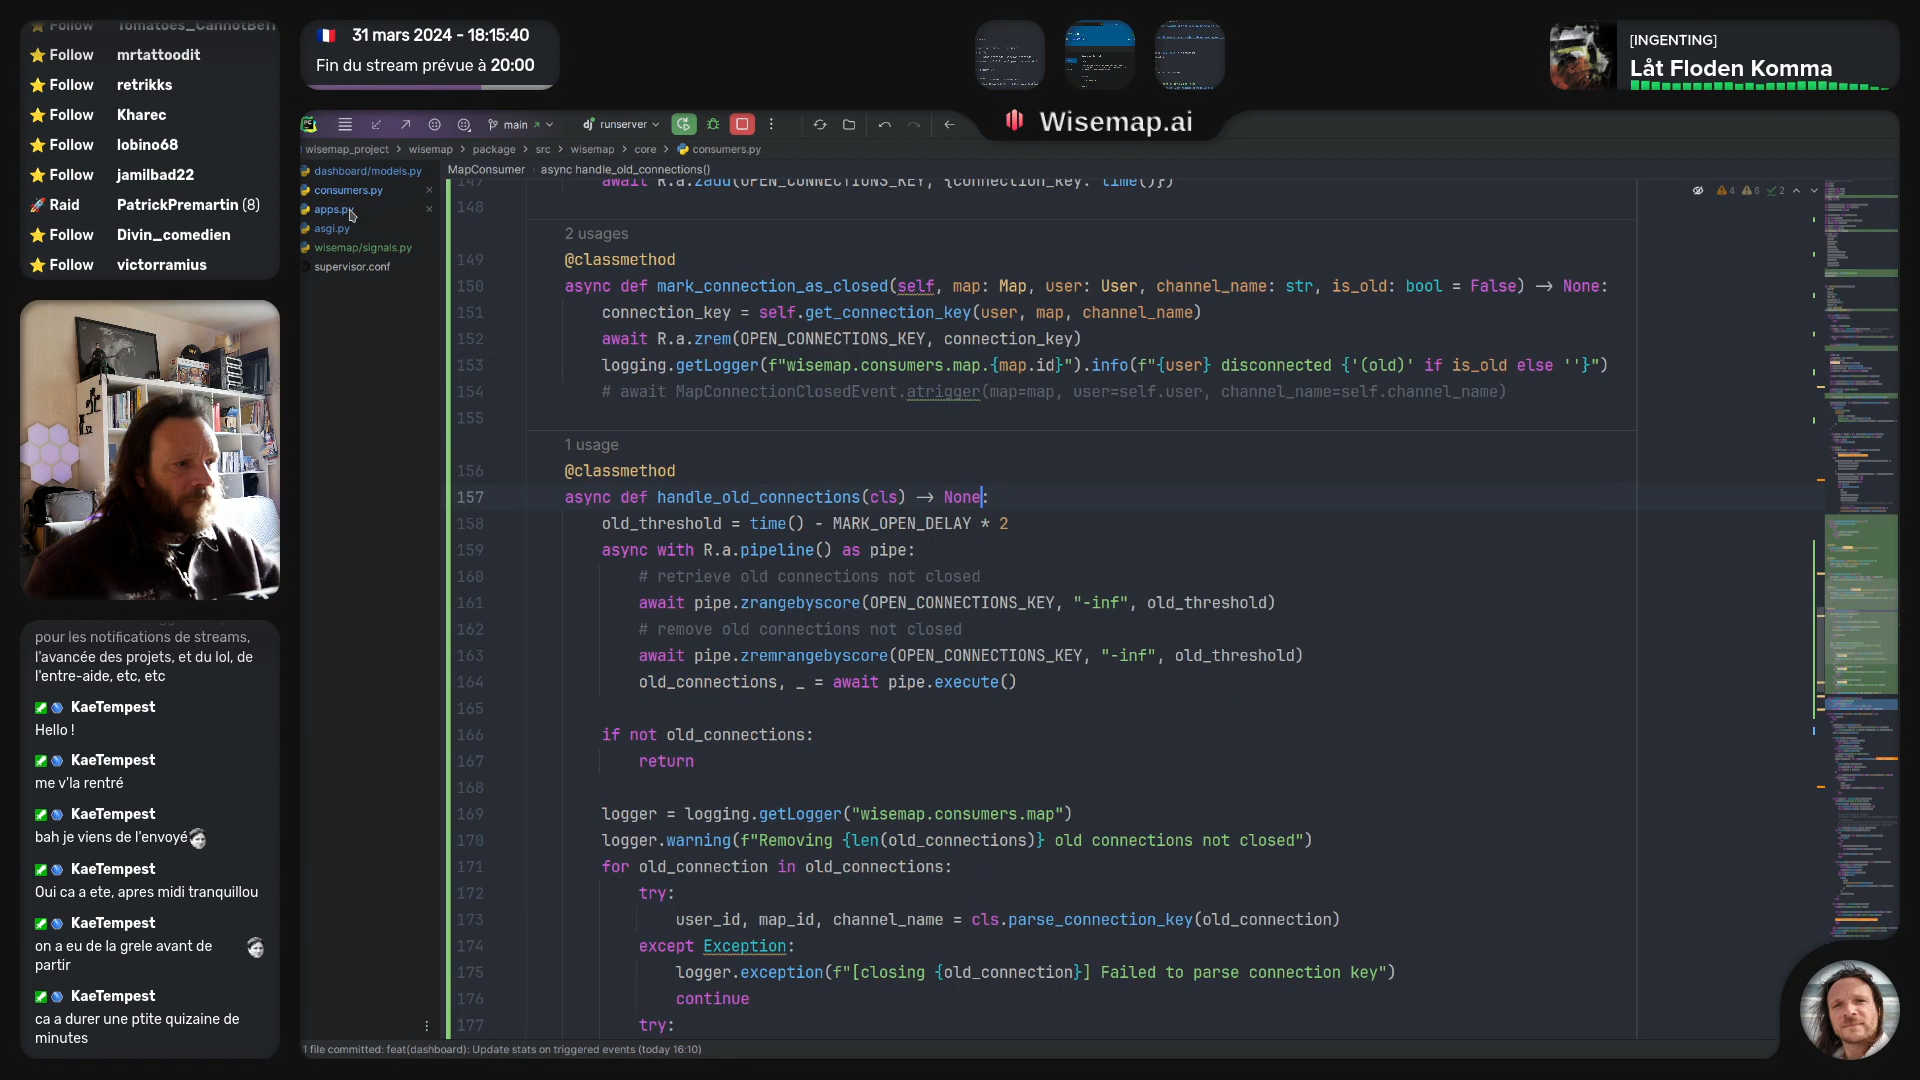 Follow Tomatoes_CannotBeH
Follow mrtattoodit
Follow retrikks
Follow Kharec
Follow lobino68
Follow jamilbad22
Raid PatrickPremartin (8)
Follow Divin_comedien
Follow victorramius
31 mars 2024 - 18:15:40
Fin du stream prévue à 20:00
[INGENTING]
Låt Floden Komma
Wisemap.ai
main
runserver
wisemap_project > wisemap > package > src > wisemap > core > consumers.py
dashboard/models.py
consumers.py
apps.py
asgi.py
wisemap/signals.py
supervisor.conf
MapConsumer > async handle_old_connections()
4 6 2
147 await R.a.zadd(OPEN_CONNECTIONS_KEY, {connection_key: time()})
148
2 usages
149 @classmethod
150 async def mark_connection_as_closed(self, map: Map, user: User, channel_name: str, is_old: bool = False) → None:
151 connection_key = self.get_connection_key(user, map, channel_name)
152 await R.a.zrem(OPEN_CONNECTIONS_KEY, connection_key)
153 logging.getLogger(f"wisemap.consumers.map.{map.id}").info(f"{user} disconnected {'(old)' if is_old else ''}")
154 # await MapConnectionClosedEvent.atrigger(map=map, user=self.user, channel_name=self.channel_name)
155
1 usage
156 @classmethod
157 async def handle_old_connections(cls) → None:
158 old_threshold = time() - MARK_OPEN_DELAY * 2
159 async with R.a.pipeline() as pipe:
160 # retrieve old connections not closed
161 await pipe.zrangebyscore(OPEN_CONNECTIONS_KEY, "-inf", old_threshold)
162 # remove old connections not closed
163 await pipe.zremrangebyscore(OPEN_CONNECTIONS_KEY, "-inf", old_threshold)
164 old_connections, _ = await pipe.execute()
165
166 if not old_connections:
167 return
168
169 logger = logging.getLogger("wisemap.consumers.map")
170 logger.warning(f"Removing {len(old_connections)} old connections not closed")
171 for old_connection in old_connections:
172 try:
173 user_id, map_id, channel_name = cls.parse_connection_key(old_connection)
174 except Exception:
175 logger.exception(f"[closing {old_connection}] Failed to parse connection key")
176 continue
177 try:
1 file committed: feat(dashboard): Update stats on triggered events (today 16:10)
pour les notifications de streams,
l'avancée des projets, et du lol, de
l'entre-aide, etc, etc
KaeTempest
Hello !
KaeTempest
me v'la rentré
KaeTempest
bah je viens de l'envoyé
KaeTempest
Oui ca a ete, apres midi tranquillou
KaeTempest
on a eu de la grele avant de
partir
KaeTempest
ca a durer une ptite quizaine de
minutes